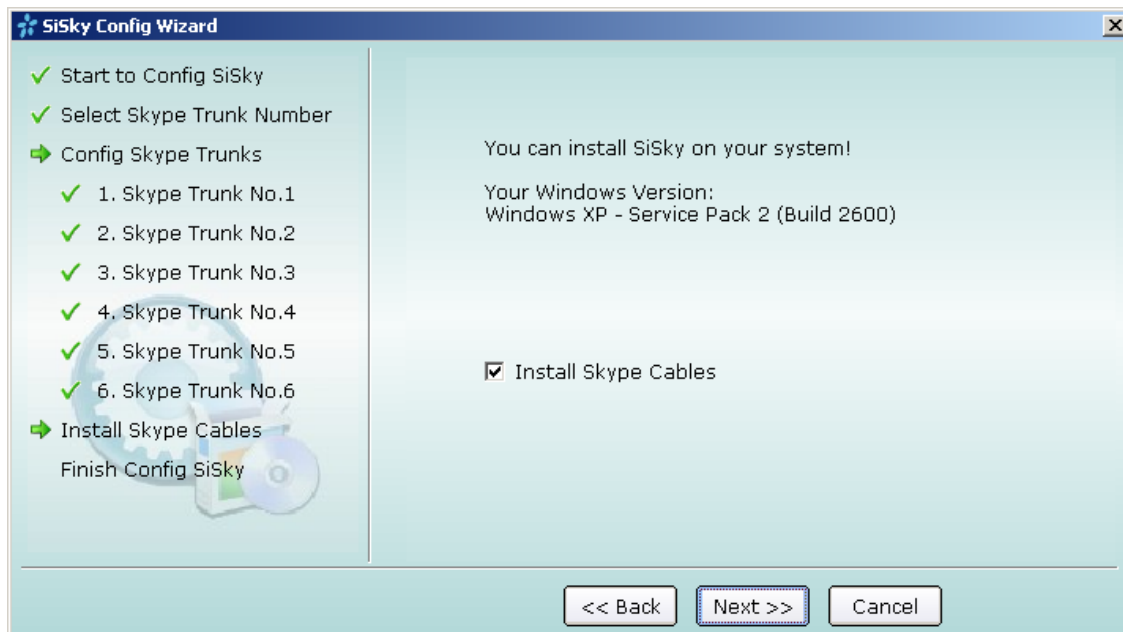 SiSky Config Wizard
Start to Config SiSky
Select Skype Trunk Number
Config Skype Trunks
1. Skype Trunk No.1
2. Skype Trunk No.2
3. Skype Trunk No.3
4. Skype Trunk No.4
5. Skype Trunk No.5
6. Skype Trunk No.6
Install Skype Cables
Finish Config SiSky
You can install SiSky on your system!
Your Windows Version:
Windows XP - Service Pack 2 (Build 2600)
Install Skype Cables
<< Back
Next >>
Cancel